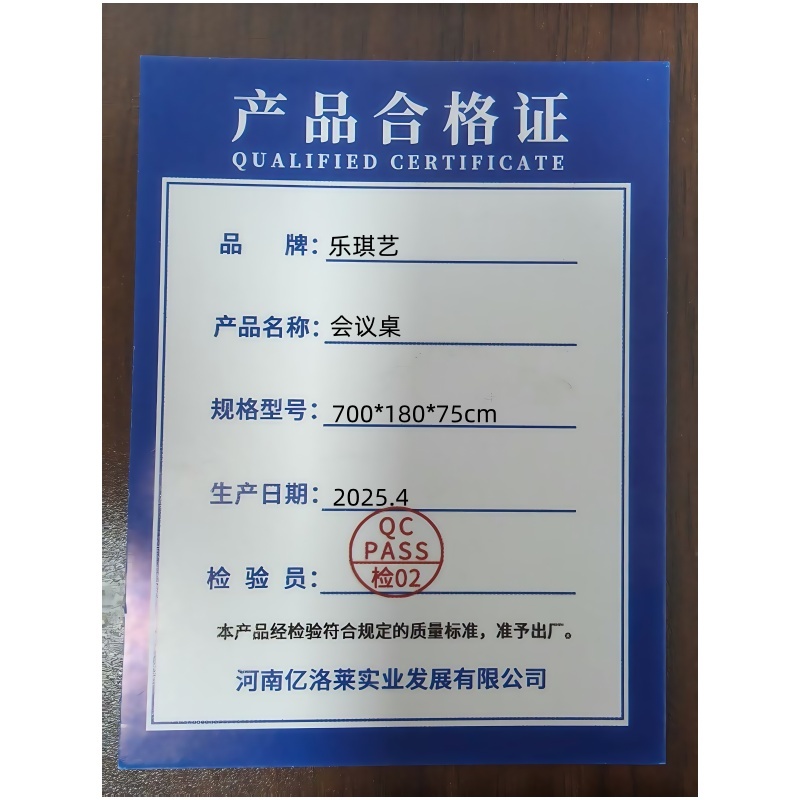 产品合格证
QUALIFIED CERTIFICATE
品 牌：乐琪艺
产品名称：会议桌
规格型号：700*180*75cm
生产日期：2025.4
QC
PASS
检02
检 验 员：
本产品经检验符合规定的质量标准，准予出厂。
河南亿洛莱实业发展有限公司